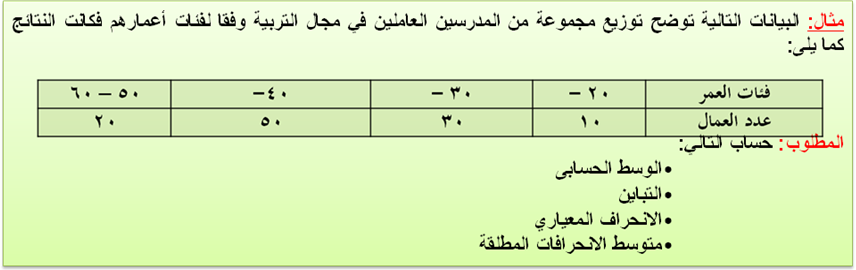 مثال: البيانات التالية توضح توزيع مجموعة من المدرسين العاملين في مجال التربية وفقا لفئات أعمارهم فكانت النتائج
كما يلى:
فئات العمر ٢٠ – ٣٠ – ٤٠– ٥٠ – ٦٠
عدد العمال ١٠ ٣٠ ٥٠ ٢٠
المطلوب: حساب التالي:
• الوسط الحسابى
• التباين
• الانحراف المعياري
• متوسط الانحرافات المطلقة